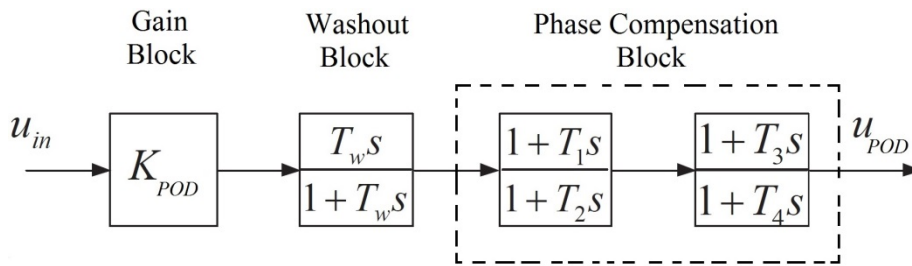 Gain
Block
Washout
Block
Phase Compensation
Block
u_in
K_POD
T_w s
1 + T_w s
1 + T_1 s
1 + T_2 s
1 + T_3 s
1 + T_4 s
u_POD